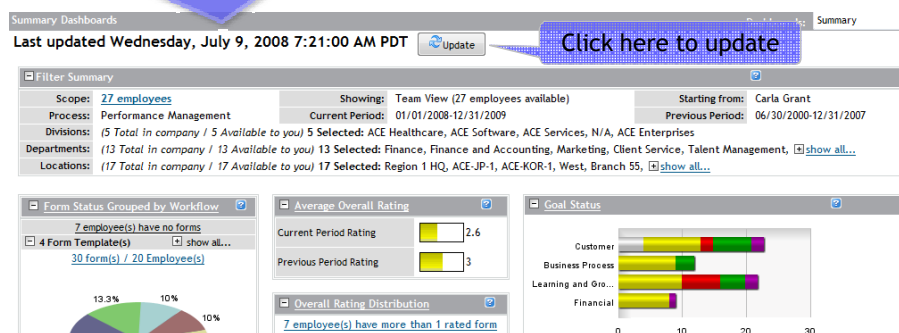 Summary Dashboards
Dashboards: Summary
Last updated Wednesday, July 9, 2008 7:21:00 AM PDT Update
Click here to update
Filter Summary
Scope: 27 employees Showing: Team View (27 employees available) Starting from: Carla Grant
Process: Performance Management Current Period: 01/01/2008-12/31/2009 Previous Period: 06/30/2000-12/31/2007
Divisions: (5 Total in company / 5 Available to you) 5 Selected: ACE Healthcare, ACE Software, ACE Services, N/A, ACE Enterprises
Departments: (13 Total in company / 13 Available to you) 13 Selected: Finance, Finance and Accounting, Marketing, Client Service, Talent Management, show all...
Locations: (17 Total in company / 17 Available to you) 17 Selected: Region 1 HQ, ACE-JP-1, ACE-KOR-1, West, Branch 55, show all...
Form Status Grouped by Workflow
7 employee(s) have no forms
4 Form Template(s) show all...
30 form(s) / 20 Employee(s)
13.3% 10%
10%
Average Overall Rating
Current Period Rating 2.6
Previous Period Rating 3
Overall Rating Distribution
7 employee(s) have more than 1 rated form
Goal Status
Customer
Business Process
Learning and Gro...
Financial
0 10 20 30